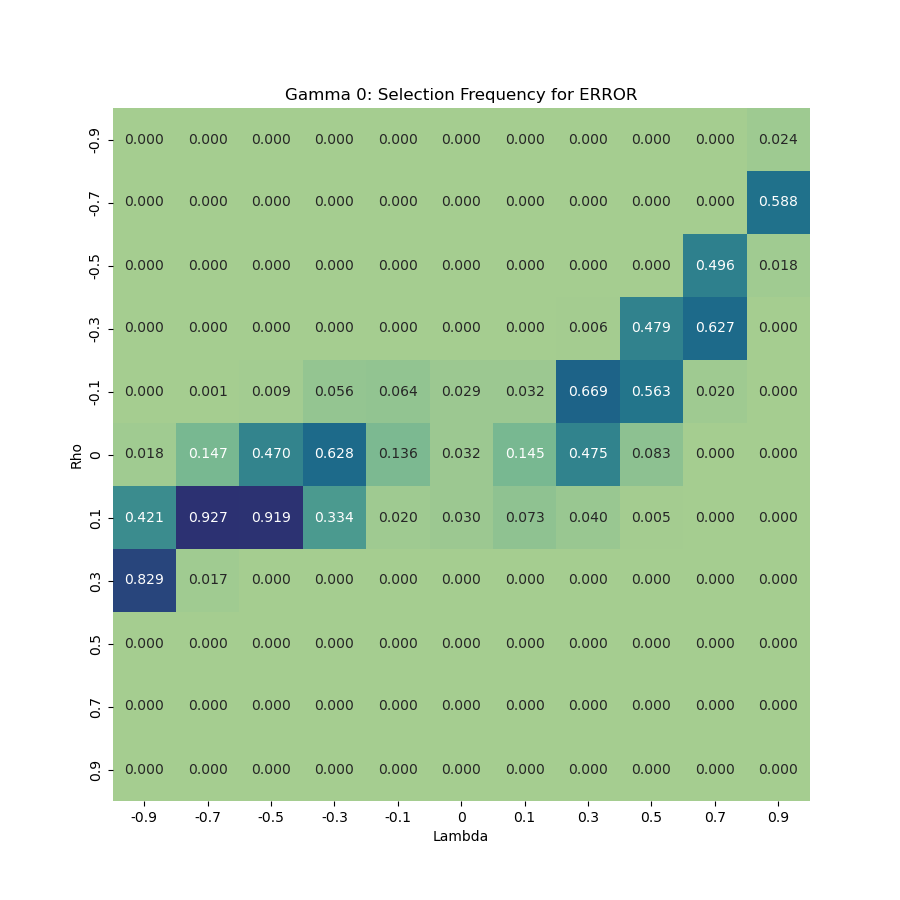 Gamma 0: Selection Frequency for ERROR
-0.9 0.000 0.000 0.000 0.000 0.000 0.000 0.000 0.000 0.000 0.000 0.024
-0.7 0.000 0.000 0.000 0.000 0.000 0.000 0.000 0.000 0.000 0.000 0.588
-0.5 0.000 0.000 0.000 0.000 0.000 0.000 0.000 0.000 0.000 0.496 0.018
-0.3 0.000 0.000 0.000 0.000 0.000 0.000 0.000 0.006 0.479 0.627 0.000
-0.1 0.000 0.001 0.009 0.056 0.064 0.029 0.032 0.669 0.563 0.020 0.000
Rho
0 0.018 0.147 0.470 0.628 0.136 0.032 0.145 0.475 0.083 0.000 0.000
0.1 0.421 0.927 0.919 0.334 0.020 0.030 0.073 0.040 0.005 0.000 0.000
0.3 0.829 0.017 0.000 0.000 0.000 0.000 0.000 0.000 0.000 0.000 0.000
0.5 0.000 0.000 0.000 0.000 0.000 0.000 0.000 0.000 0.000 0.000 0.000
0.7 0.000 0.000 0.000 0.000 0.000 0.000 0.000 0.000 0.000 0.000 0.000
0.9 0.000 0.000 0.000 0.000 0.000 0.000 0.000 0.000 0.000 0.000 0.000
-0.9 -0.7 -0.5 -0.3 -0.1 0 0.1 0.3 0.5 0.7 0.9
Lambda